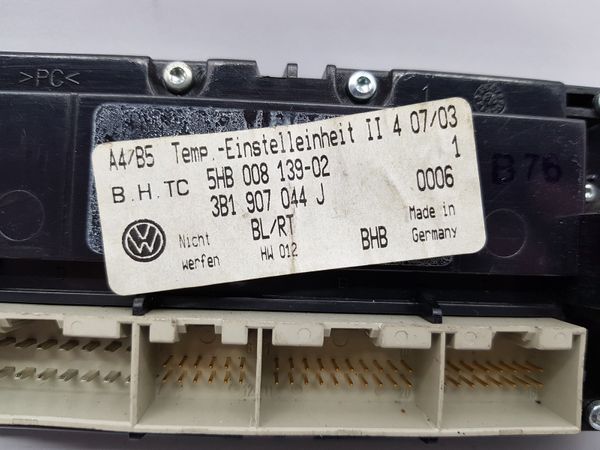 >PC<
1
A4/B5 Temp.-Einstelleinheit II 4 07/03
B.H.TC 5HB 008 139-02 1
3B1 907 044 J 0006
Nicht werfen BL/RT BHB Made in Germany
HW 012
B76